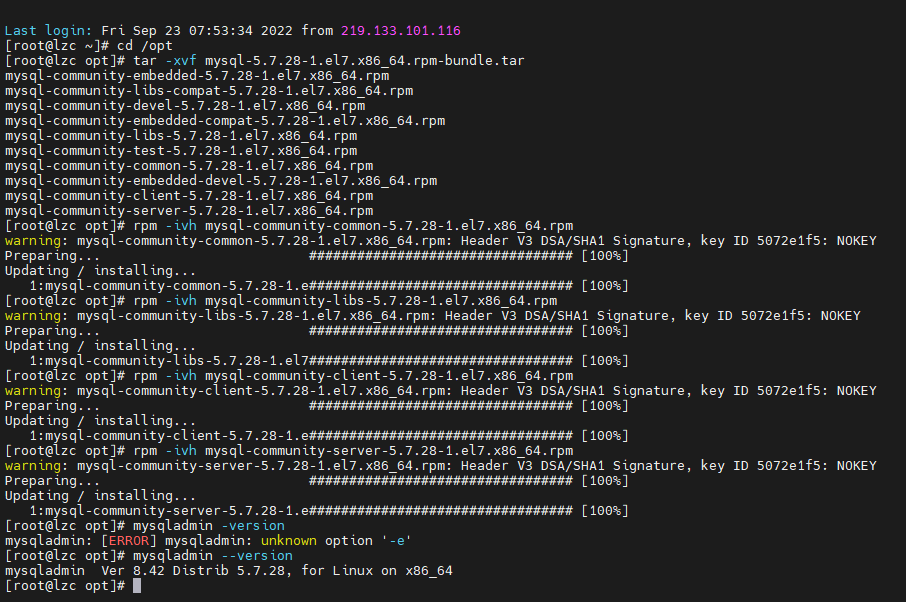 Last login: Fri Sep 23 07:53:34 2022 from 219.133.101.116
[root@lzc ~]# cd /opt
[root@lzc opt]# tar -xvf mysql-5.7.28-1.el7.x86_64.rpm-bundle.tar
mysql-community-embedded-5.7.28-1.el7.x86_64.rpm
mysql-community-libs-compat-5.7.28-1.el7.x86_64.rpm
mysql-community-devel-5.7.28-1.el7.x86_64.rpm
mysql-community-embedded-compat-5.7.28-1.el7.x86_64.rpm
mysql-community-libs-5.7.28-1.el7.x86_64.rpm
mysql-community-test-5.7.28-1.el7.x86_64.rpm
mysql-community-common-5.7.28-1.el7.x86_64.rpm
mysql-community-embedded-devel-5.7.28-1.el7.x86_64.rpm
mysql-community-client-5.7.28-1.el7.x86_64.rpm
mysql-community-server-5.7.28-1.el7.x86_64.rpm
[root@lzc opt]# rpm -ivh mysql-community-common-5.7.28-1.el7.x86_64.rpm
warning: mysql-community-common-5.7.28-1.el7.x86_64.rpm: Header V3 DSA/SHA1 Signature, key ID 5072e1f5: NOKEY
Preparing...                          ################################# [100%]
Updating / installing...
   1:mysql-community-common-5.7.28-1.e################################# [100%]
[root@lzc opt]# rpm -ivh mysql-community-libs-5.7.28-1.el7.x86_64.rpm
warning: mysql-community-libs-5.7.28-1.el7.x86_64.rpm: Header V3 DSA/SHA1 Signature, key ID 5072e1f5: NOKEY
Preparing...                          ################################# [100%]
Updating / installing...
   1:mysql-community-libs-5.7.28-1.el7################################# [100%]
[root@lzc opt]# rpm -ivh mysql-community-client-5.7.28-1.el7.x86_64.rpm
warning: mysql-community-client-5.7.28-1.el7.x86_64.rpm: Header V3 DSA/SHA1 Signature, key ID 5072e1f5: NOKEY
Preparing...                          ################################# [100%]
Updating / installing...
   1:mysql-community-client-5.7.28-1.e################################# [100%]
[root@lzc opt]# rpm -ivh mysql-community-server-5.7.28-1.el7.x86_64.rpm
warning: mysql-community-server-5.7.28-1.el7.x86_64.rpm: Header V3 DSA/SHA1 Signature, key ID 5072e1f5: NOKEY
Preparing...                          ################################# [100%]
Updating / installing...
   1:mysql-community-server-5.7.28-1.e################################# [100%]
[root@lzc opt]# mysqladmin -version
mysqladmin: [ERROR] mysqladmin: unknown option '-e'
[root@lzc opt]# mysqladmin --version
mysqladmin  Ver 8.42 Distrib 5.7.28, for Linux on x86_64
[root@lzc opt]#